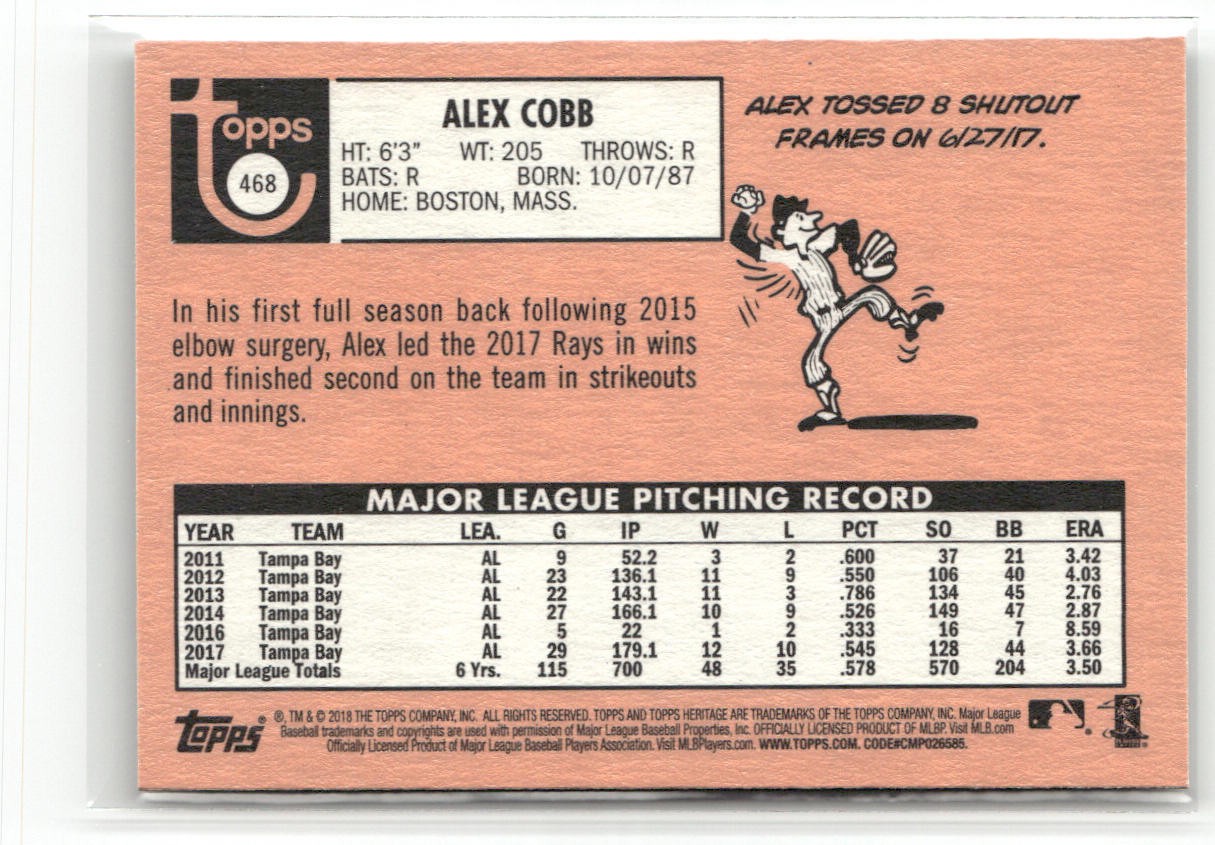 topps
468
ALEX COBB
HT: 6'3" WT: 205 THROWS: R
BATS: R BORN: 10/07/87
HOME: BOSTON, MASS.
ALEX TOSSED 8 SHUTOUT
FRAMES ON 6/27/17.
In his first full season back following 2015
elbow surgery, Alex led the 2017 Rays in wins
and finished second on the team in strikeouts
and innings.
MAJOR LEAGUE PITCHING RECORD
YEAR TEAM LEA. G IP W L PCT SO BB ERA
2011 Tampa Bay AL 9 52.2 3 2 .600 37 21 3.42
2012 Tampa Bay AL 23 136.1 11 9 .550 106 40 4.03
2013 Tampa Bay AL 22 143.1 11 3 .786 134 45 2.76
2014 Tampa Bay AL 27 166.1 10 9 .526 149 47 2.87
2016 Tampa Bay AL 5 22 1 2 .333 16 7 8.59
2017 Tampa Bay AL 29 179.1 12 10 .545 128 44 3.66
Major League Totals 6 Yrs. 115 700 48 35 .578 570 204 3.50
topps ® ®, TM & © 2018 THE TOPPS COMPANY, INC. ALL RIGHTS RESERVED. TOPPS AND TOPPS HERITAGE ARE TRADEMARKS OF THE TOPPS COMPANY, INC. Major League
Baseball trademarks and copyrights are used with permission of Major League Baseball Properties, Inc. OFFICIALLY LICENSED PRODUCT OF MLBP. Visit MLB.com
Officially Licensed Product of Major League Baseball Players Association. Visit MLBPlayers.com. WWW.TOPPS.COM. CODE#CMP026585.